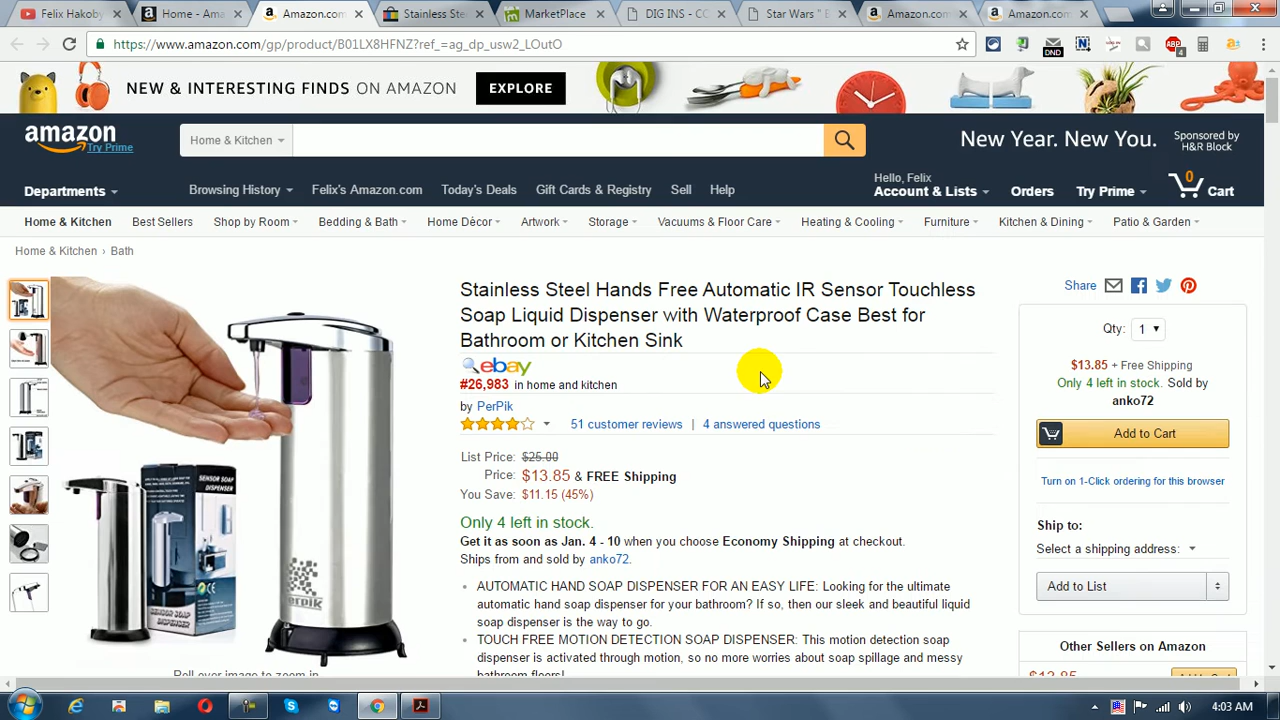 Felix Hakoby
Home - Ama
Amazon.com
Stainless Ste
MarketPlace
DIG INS - CC
Star Wars " E
Amazon.com
Amazon.com
https://www.amazon.com/gp/product/B01LX8HFNZ?ref_=ag_dp_usw2_LOutO
DND
ABP
4
NEW & INTERESTING FINDS ON AMAZON
EXPLORE
amazon
Try Prime
Home & Kitchen
New Year. New You.
Sponsored by
H&R Block
Departments
Browsing History
Felix's Amazon.com
Today's Deals
Gift Cards & Registry
Sell
Help
Hello, Felix
Account & Lists
Orders
Try Prime
0
Cart
Home & Kitchen
Best Sellers
Shop by Room
Bedding & Bath
Home Décor
Artwork
Storage
Vacuums & Floor Care
Heating & Cooling
Furniture
Kitchen & Dining
Patio & Garden
Home & Kitchen › Bath
Stainless Steel Hands Free Automatic IR Sensor Touchless
Soap Liquid Dispenser with Waterproof Case Best for
Bathroom or Kitchen Sink
ebay
#26,983 in home and kitchen
by PerPik
51 customer reviews | 4 answered questions
List Price: $25.00
Price: $13.85 & FREE Shipping
You Save: $11.15 (45%)
Only 4 left in stock.
Get it as soon as Jan. 4 - 10 when you choose Economy Shipping at checkout.
Ships from and sold by anko72.
• AUTOMATIC HAND SOAP DISPENSER FOR AN EASY LIFE: Looking for the ultimate
automatic hand soap dispenser for your bathroom? If so, then our sleek and beautiful liquid
soap dispenser is the way to go.
• TOUCH FREE MOTION DETECTION SOAP DISPENSER: This motion detection soap
dispenser is activated through motion, so no more worries about soap spillage and messy
bathroom floors!
SENSOR SOAP
DISPENSER
perpik
Roll over image to zoom in
Share
Qty: 1
$13.85 + Free Shipping
Only 4 left in stock. Sold by
anko72
Add to Cart
Turn on 1-Click ordering for this browser
Ship to:
Select a shipping address:
Add to List
Other Sellers on Amazon
$13.85
Add to Cart
4:03 AM